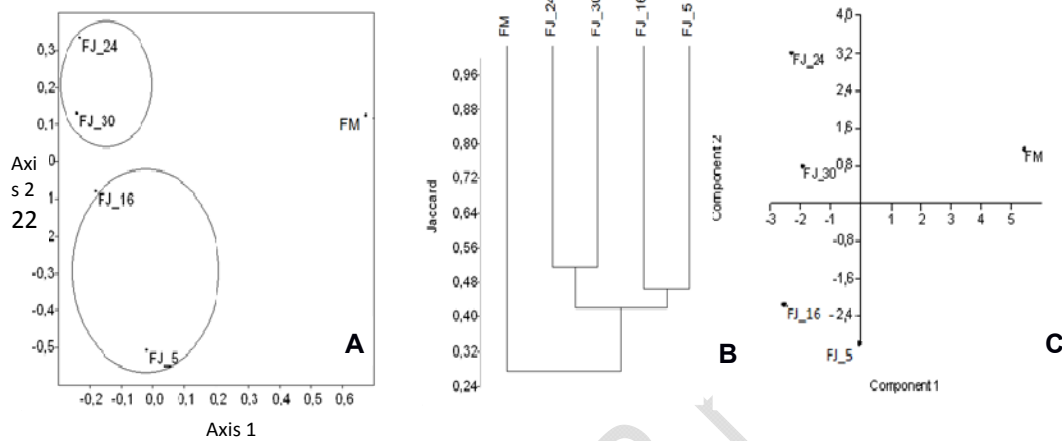 0,3
0,2
0,1
0
1
2
-0,3
-0,4
-0,5
Axi
s 2
22
FJ_24
FJ_30
FM
FJ_16
FJ_5
A
-0,2 -0,1 0,0 0,1 0,2 0,3 0,4 0,5 0,6
Axis 1
FM
FJ_24
FJ_30
FJ_16
FJ_5
0,96
0,88
0,80
0,72
0,64
0,56
0,48
0,40
0,32
0,24
Jaccard
B
4,0
3,2
2,4
1,6
0,8
-0,8
-1,6
-2,4
Component 2
FJ_24
FM
FJ_30
-3 -2 -1 1 2 3 4 5
FJ_16
FJ_5
C
Component 1